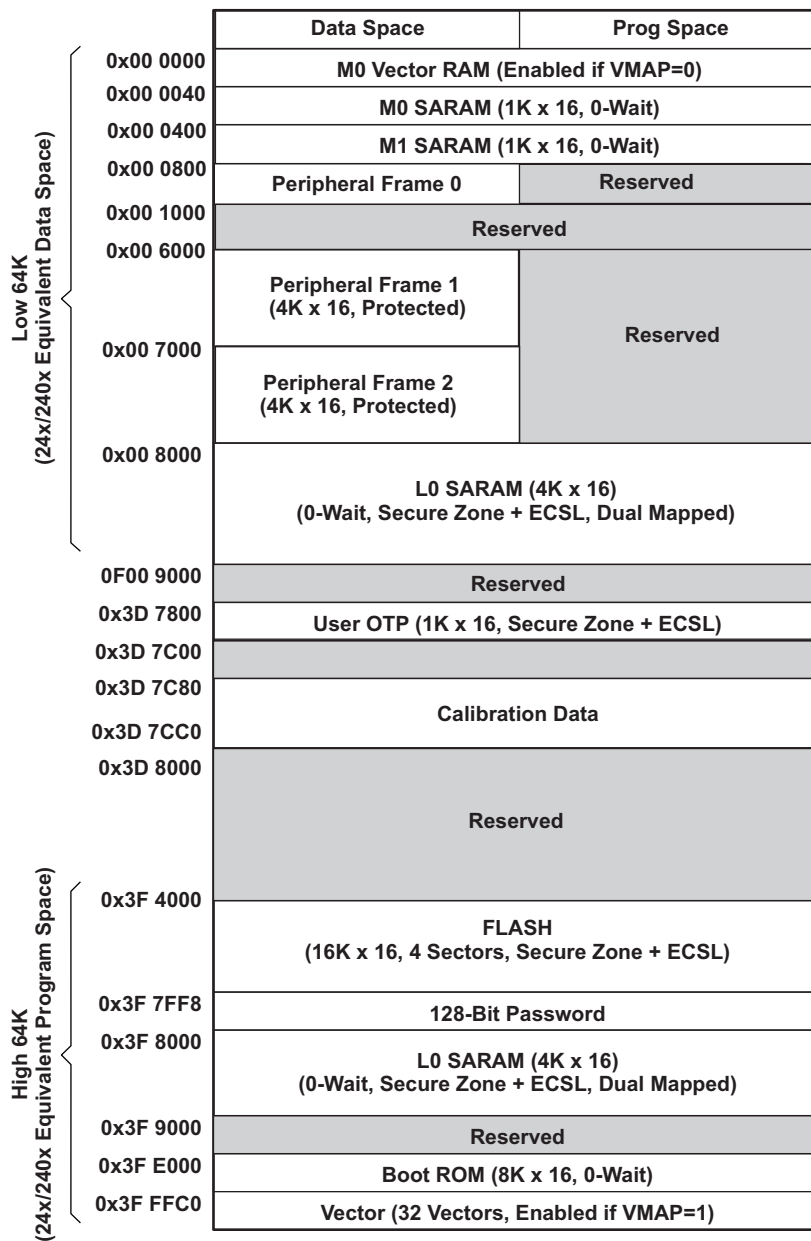 Data Space
Prog Space
0x00 0000
M0 Vector RAM (Enabled if VMAP=0)
0x00 0040
M0 SARAM (1K x 16, 0-Wait)
0x00 0400
M1 SARAM (1K x 16, 0-Wait)
0x00 0800
Peripheral Frame 0
Reserved
0x00 1000
Reserved
0x00 6000
Peripheral Frame 1
(4K x 16, Protected)
Reserved
0x00 7000
Peripheral Frame 2
(4K x 16, Protected)
0x00 8000
L0 SARAM (4K x 16)
(0-Wait, Secure Zone + ECSL, Dual Mapped)
Low 64K
(24x/240x Equivalent Data Space)
0F00 9000
Reserved
0x3D 7800
User OTP (1K x 16, Secure Zone + ECSL)
0x3D 7C00
0x3D 7C80
Calibration Data
0x3D 7CC0
0x3D 8000
Reserved
0x3F 4000
FLASH
(16K x 16, 4 Sectors, Secure Zone + ECSL)
0x3F 7FF8
128-Bit Password
0x3F 8000
L0 SARAM (4K x 16)
(0-Wait, Secure Zone + ECSL, Dual Mapped)
0x3F 9000
Reserved
0x3F E000
Boot ROM (8K x 16, 0-Wait)
0x3F FFC0
Vector (32 Vectors, Enabled if VMAP=1)
High 64K
(24x/240x Equivalent Program Space)